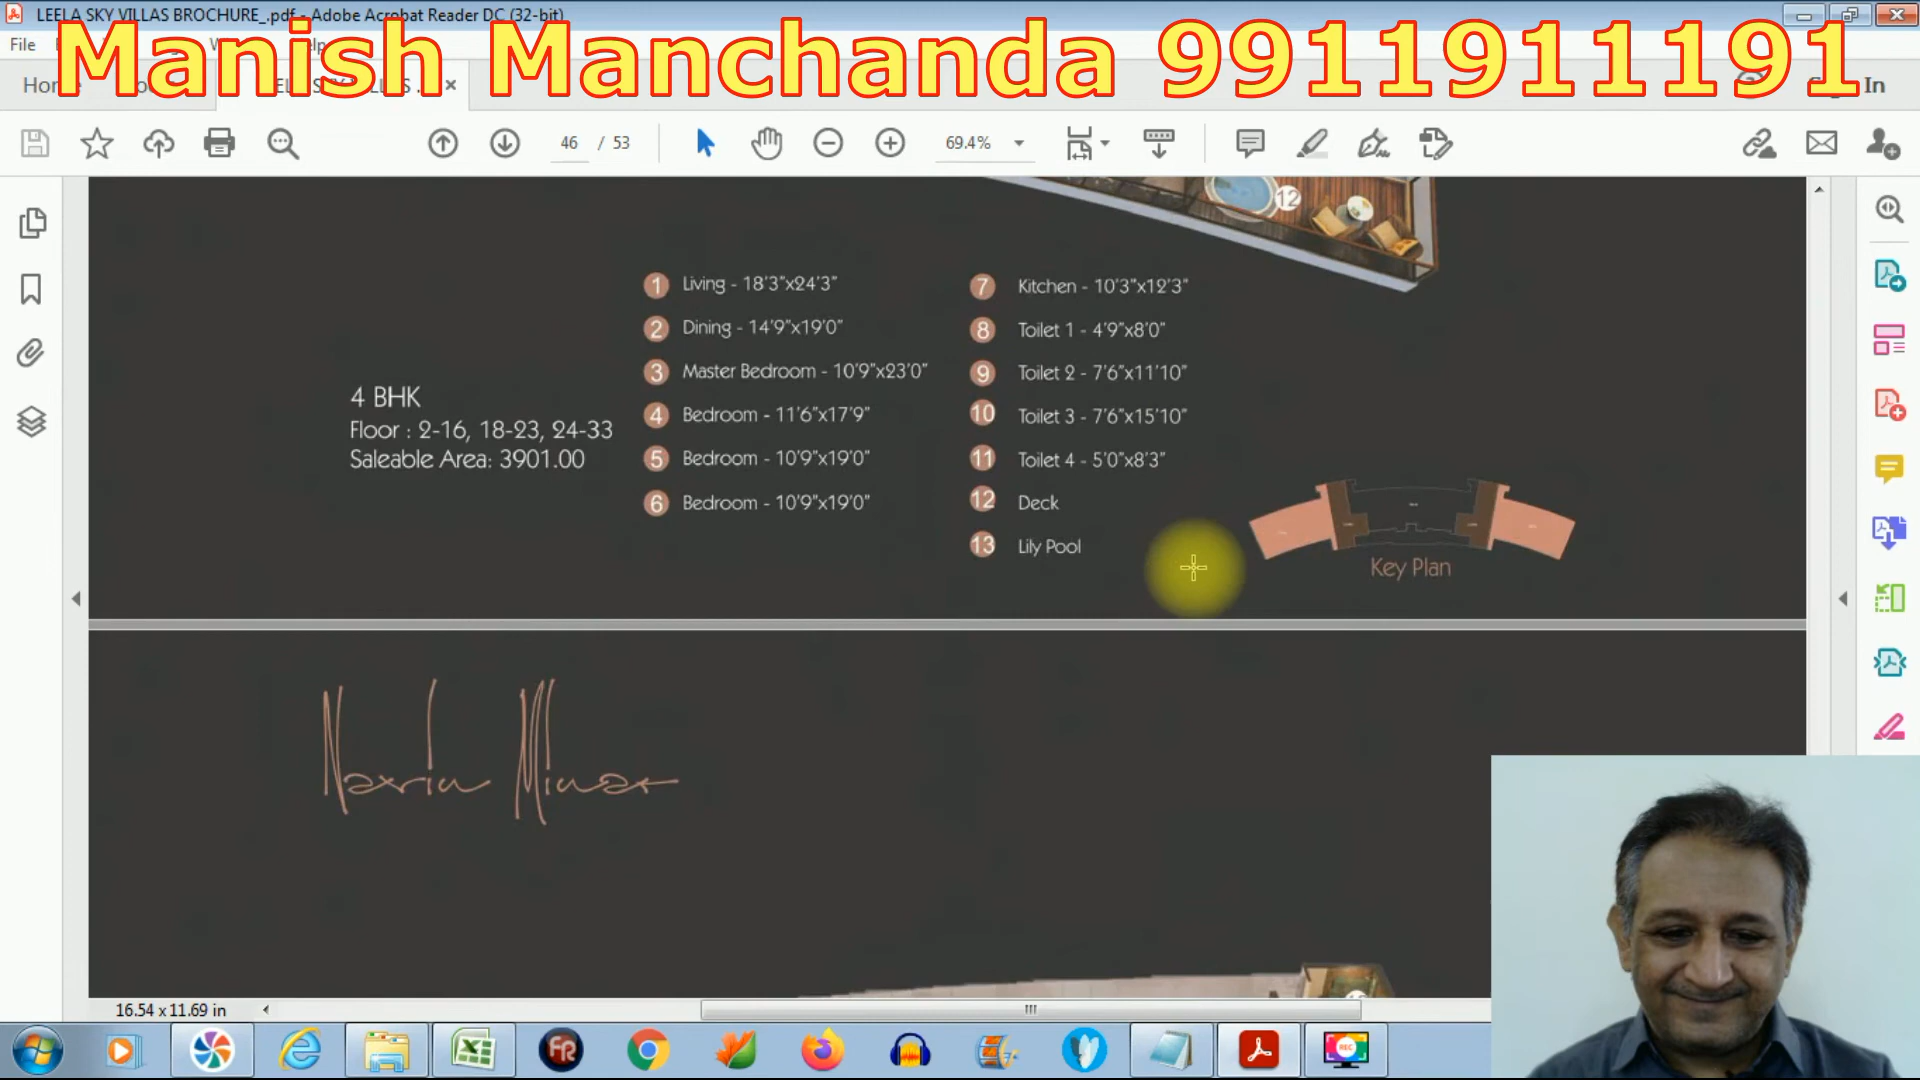 LEELA SKY VILLAS BROCHURE_.pdf - Adobe Acrobat Reader DC (32-bit)
Manish Manchanda 9911911191
File
46 / 53
69.4%
12
1 Living - 18'3"x24'3"
2 Dining - 14'9"x19'0"
3 Master Bedroom - 10'9"x23'0"
4 Bedroom - 11'6"x17'9"
5 Bedroom - 10'9"x19'0"
6 Bedroom - 10'9"x19'0"
7 Kitchen - 10'3"x12'3"
8 Toilet 1 - 4'9"x8'0"
9 Toilet 2 - 7'6"x11'10"
10 Toilet 3 - 7'6"x15'10"
11 Toilet 4 - 5'0"x8'3"
12 Deck
13 Lily Pool
4 BHK
Floor : 2-16, 18-23, 24-33
Saleable Area: 3901.00
Key Plan
16.54 x 11.69 in
FR
REC